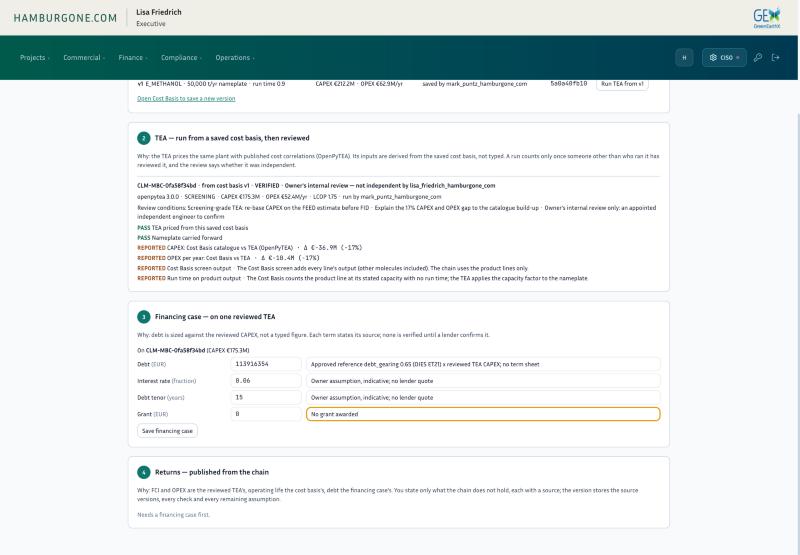 HAMBURGONE.COM
Lisa Friedrich
Executive
GEX
GreenEarthX
Projects
Commercial
Finance
Compliance
Operations
H
CISO
v1 E_METHANOL · 50,000 t/yr nameplate · run time 0.9
CAPEX €212.2M · OPEX €62.9M/yr
saved by mark_puntz_hamburgone_com
5a0a40fb10
Run TEA from v1
Open Cost Basis to save a new version
2
TEA — run from a saved cost basis, then reviewed
Why: the TEA prices the same plant with published cost correlations (OpenPyTEA). Its inputs are derived from the saved cost basis, not typed. A run counts only once someone other than who ran it has
reviewed it, and the review says whether it was independent.
CLM-MBC-0fa58f34bd · from cost basis v1 · VERIFIED · Owner's internal review — not independent by lisa_friedrich_hamburgone_com
openpytea 3.0.0 · SCREENING · CAPEX €175.3M · OPEX €52.4M/yr · LCOP 1.75 · run by mark_puntz_hamburgone_com
Review conditions: Screening-grade TEA: re-base CAPEX on the FEED estimate before FID · Explain the 17% CAPEX and OPEX gap to the catalogue build-up · Owner's internal review only: an appointed
independent engineer to confirm
PASS TEA priced from this saved cost basis
PASS Nameplate carried forward
REPORTED CAPEX: Cost Basis catalogue vs TEA (OpenPyTEA) · Δ €-36.9M (-17%)
REPORTED OPEX per year: Cost Basis vs TEA · Δ €-10.4M (-17%)
REPORTED Cost Basis screen output · The Cost Basis screen adds every line's output (other molecules included). The chain uses the product lines only.
REPORTED Run time on product output · The Cost Basis counts the product line at its stated capacity with no run time; the TEA applies the capacity factor to the nameplate.
3
Financing case — on one reviewed TEA
Why: debt is sized against the reviewed CAPEX, not a typed figure. Each term states its source; none is verified until a lender confirms it.
On CLM-MBC-0fa58f34bd (CAPEX €175.3M)
Debt (EUR)
113916354
Approved reference debt_gearing 0.65 (DIES ET21) x reviewed TEA CAPEX; no term sheet
Interest rate (fraction)
0.06
Owner assumption, indicative; no lender quote
Debt tenor (years)
15
Owner assumption, indicative; no lender quote
Grant (EUR)
0
No grant awarded
Save financing case
4
Returns — published from the chain
Why: FCI and OPEX are the reviewed TEA's, operating life the cost basis's, debt the financing case's. You state only what the chain does not hold, each with a source; the version stores the source
versions, every check and every remaining assumption.
Needs a financing case first.